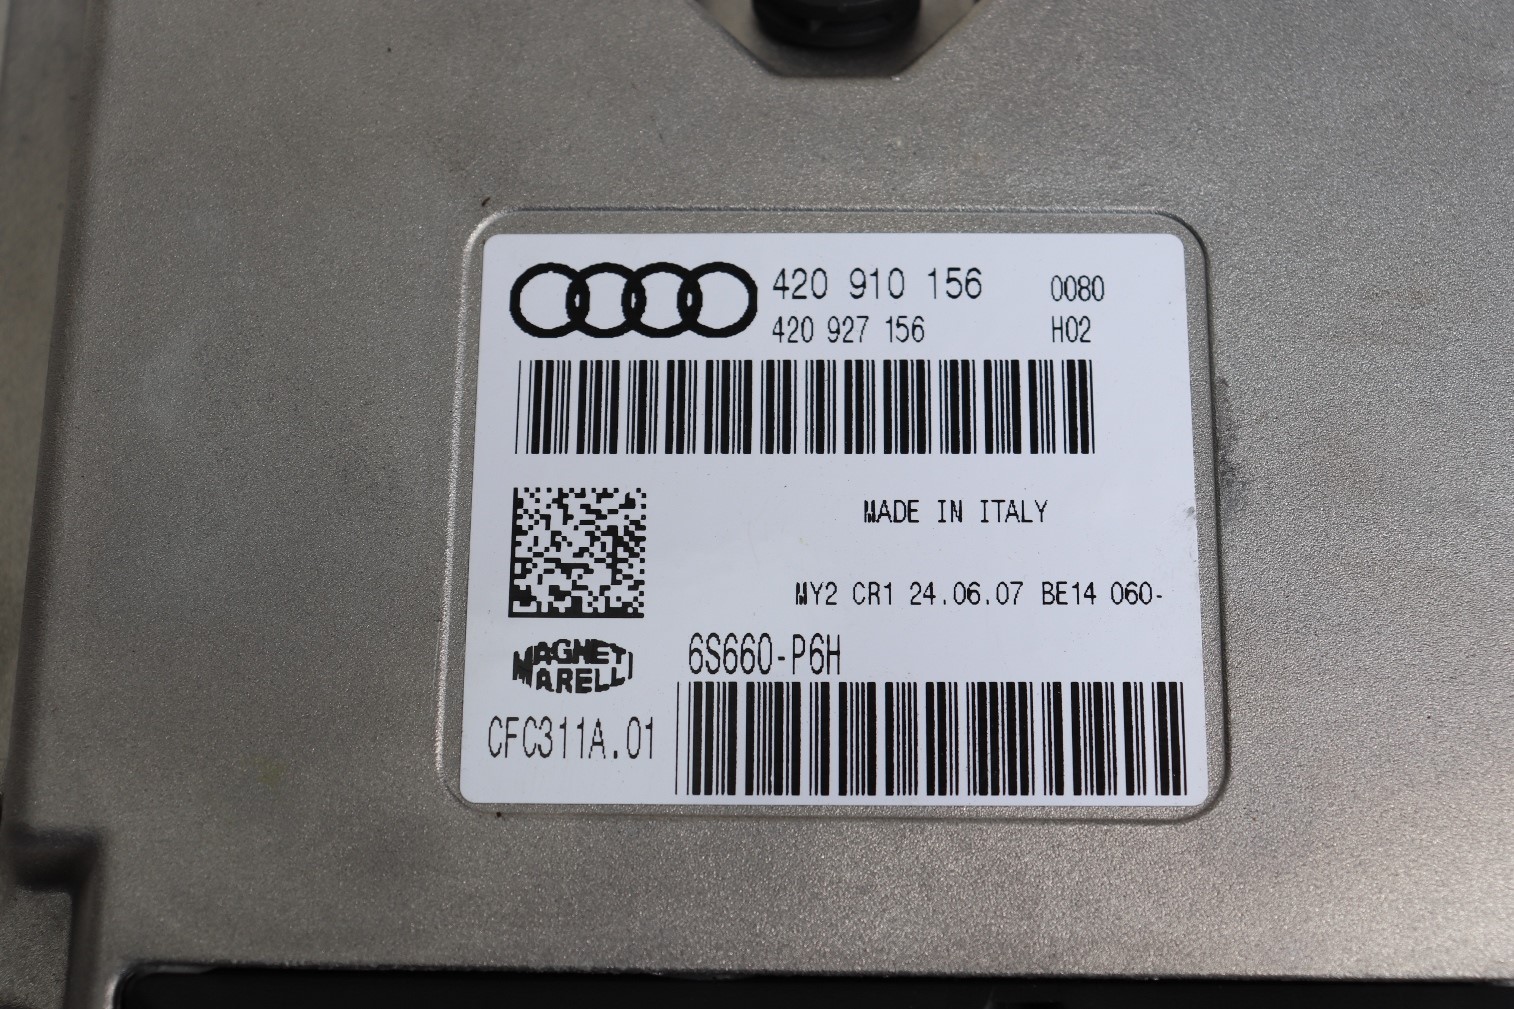 420 910 156 0080
420 927 156 H02
MADE IN ITALY
MY2 CR1 24.06.07 BE14 060-
MAGNETI
MARELLI
6S660-P6H
CFC311A.01